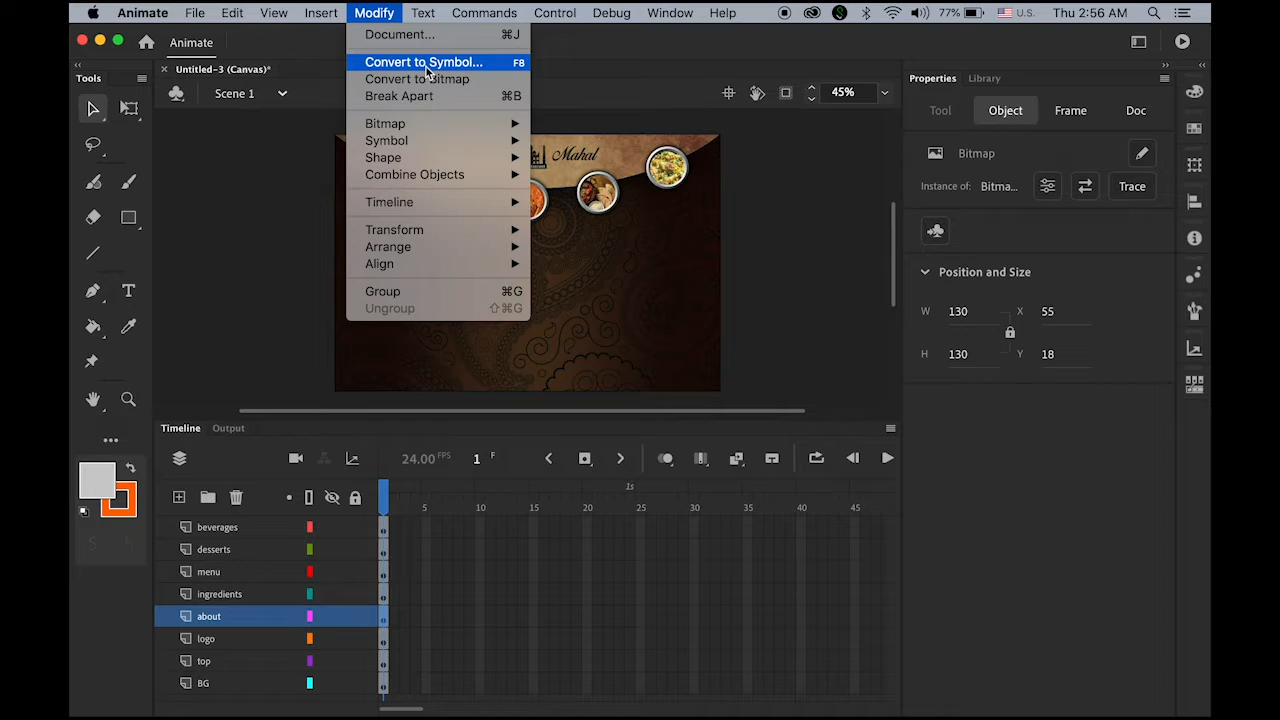 Animate File Edit View Insert Modify Text Commands Control Debug Window Help 77% U.S. Thu 2:56 AM
Animate
Document... ⌘J
Convert to Symbol... F8
Convert to Bitmap
Break Apart ⌘B
Bitmap
Symbol
Shape
Combine Objects
Timeline
Transform
Arrange
Align
Group ⌘G
Ungroup ⇧⌘G
Tools
Untitled-3 (Canvas)*
Scene 1
45%
Mahal
Properties Library
Tool Object Frame Doc
Bitmap
Instance of: Bitma... Trace
Position and Size
W 130 X 55
H 130 Y 18
Timeline Output
24.00 FPS 1 F
1s
5 10 15 20 25 30 35 40 45
beverages
desserts
menu
ingredients
about
logo
top
BG